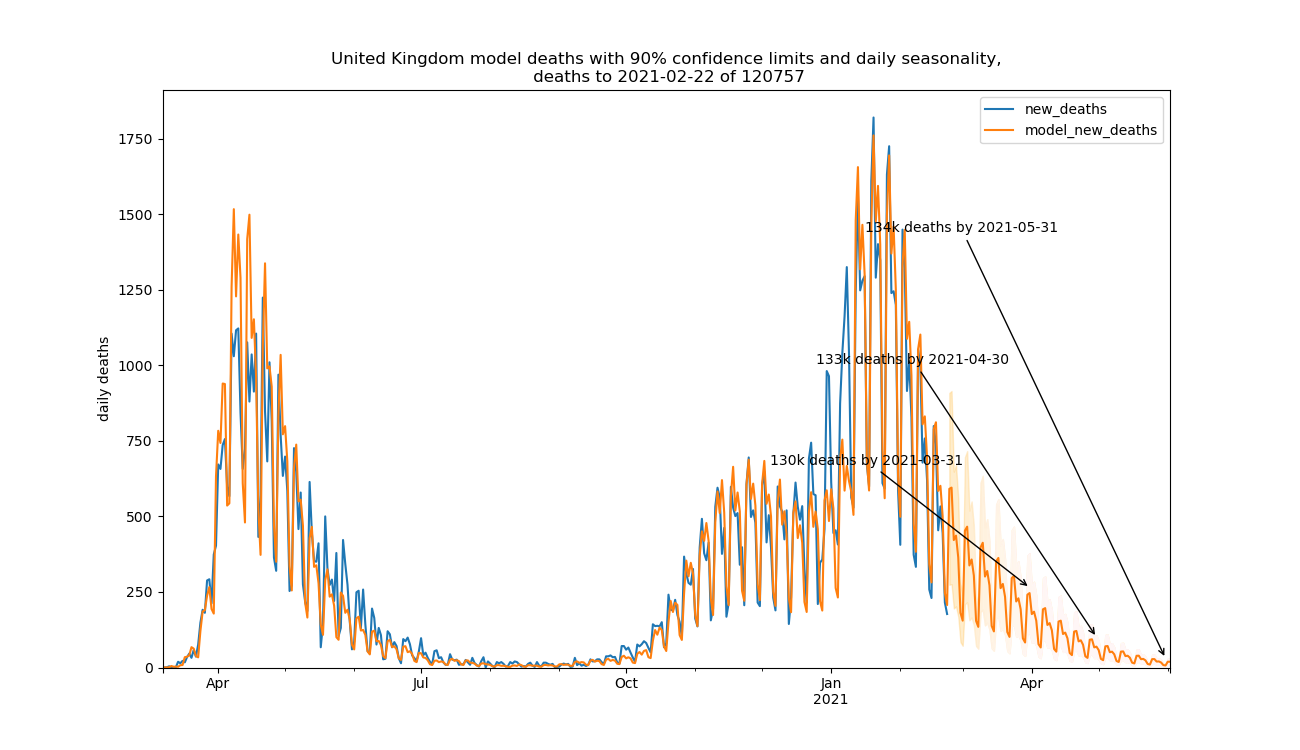 United Kingdom model deaths with 90% confidence limits and daily seasonality,
deaths to 2021-02-22 of 120757
new_deaths
model_new_deaths
daily deaths
1750
1500
1250
1000
750
500
250
0
134k deaths by 2021-05-31
133k deaths by 2021-04-30
130k deaths by 2021-03-31
Apr
Jul
Oct
Jan
2021
Apr